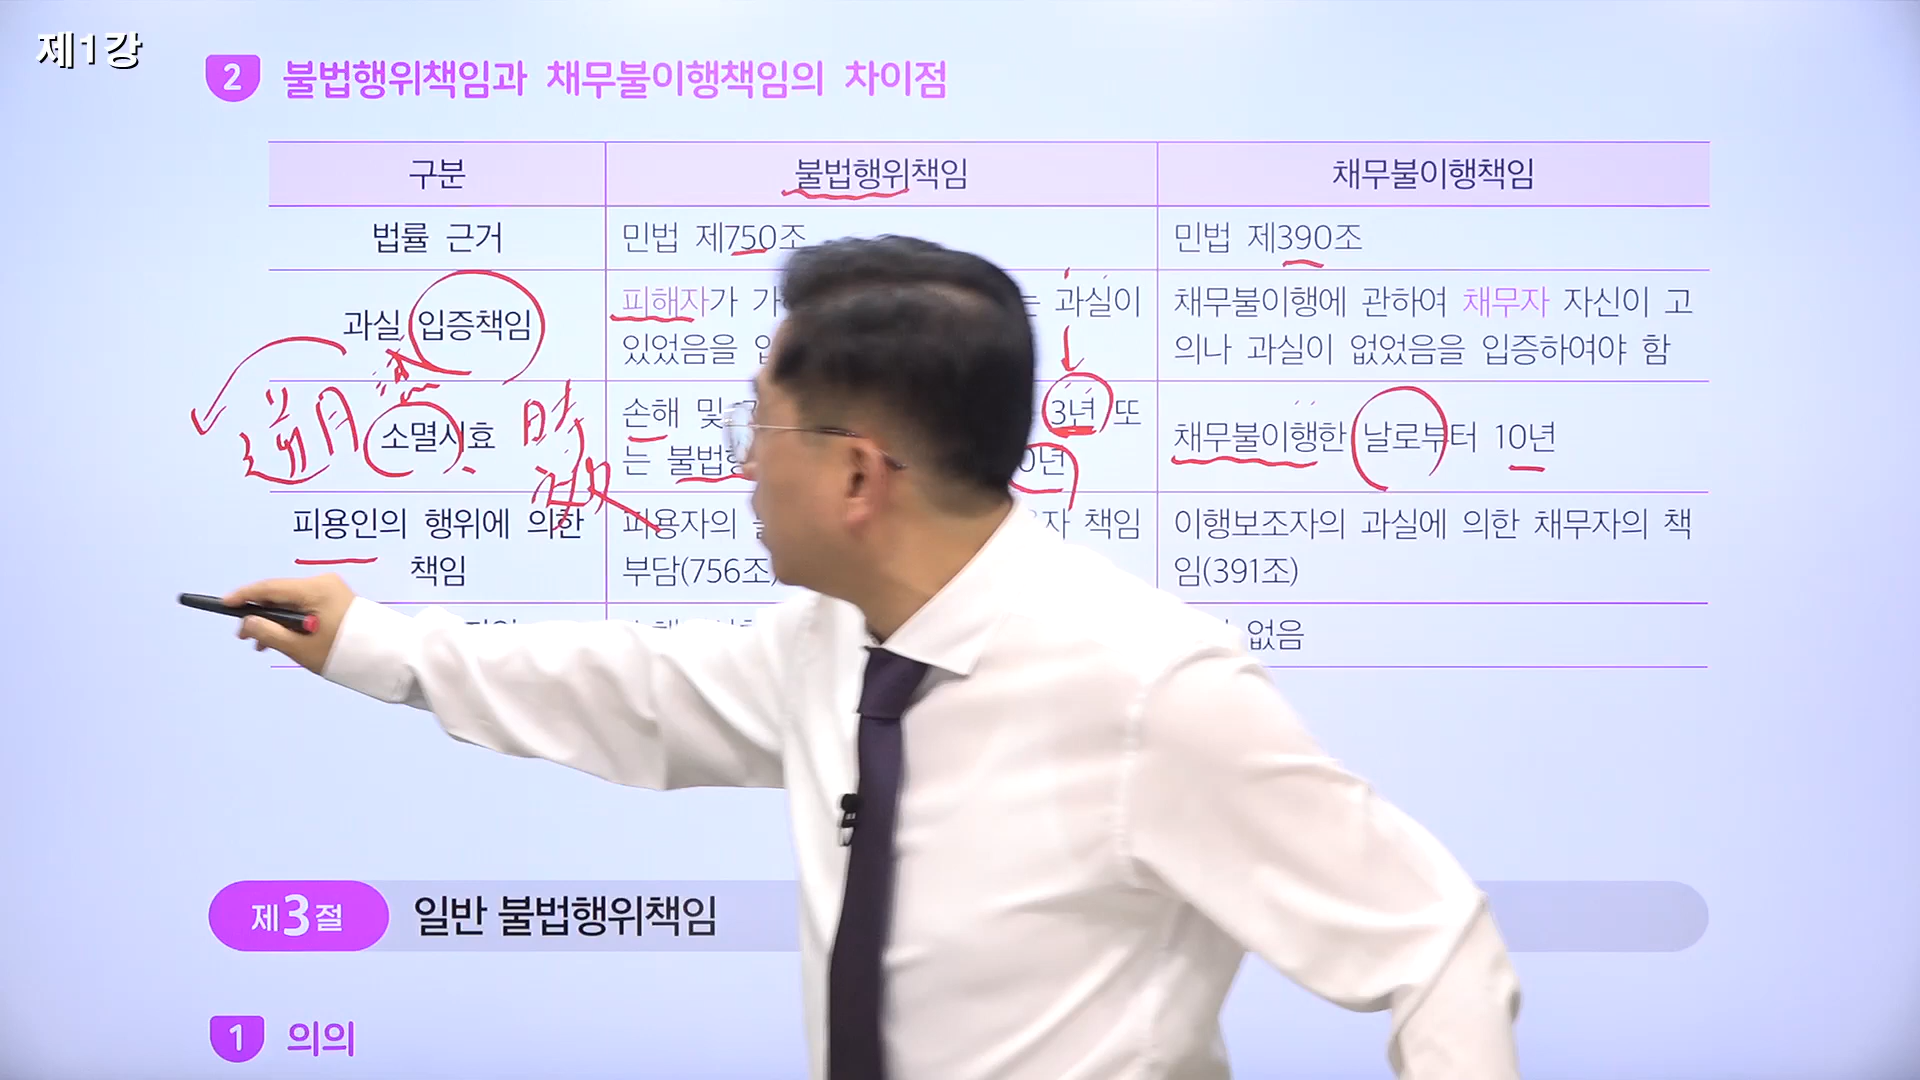 제1강
2 불법행위책임과 채무불이행책임의 차이점
구분 불법행위책임 채무불이행책임
법률 근거 민법 제750조 민법 제390조
과실 입증책임
피해자가 과실이
있었음을
채무불이행에 관하여 채무자 자신이 고
의나 과실이 없었음을 입증하여야 함
소멸시효 時效
손해 및 3년 또
는
채무불이행한 날로부터 10년
피용인의 행위에 의한
책임
피용자의 책임
부담(756조)
이행보조자의 과실에 의한 채무자의 책
임(391조)
없음
제3절 일반 불법행위책임
1 의의